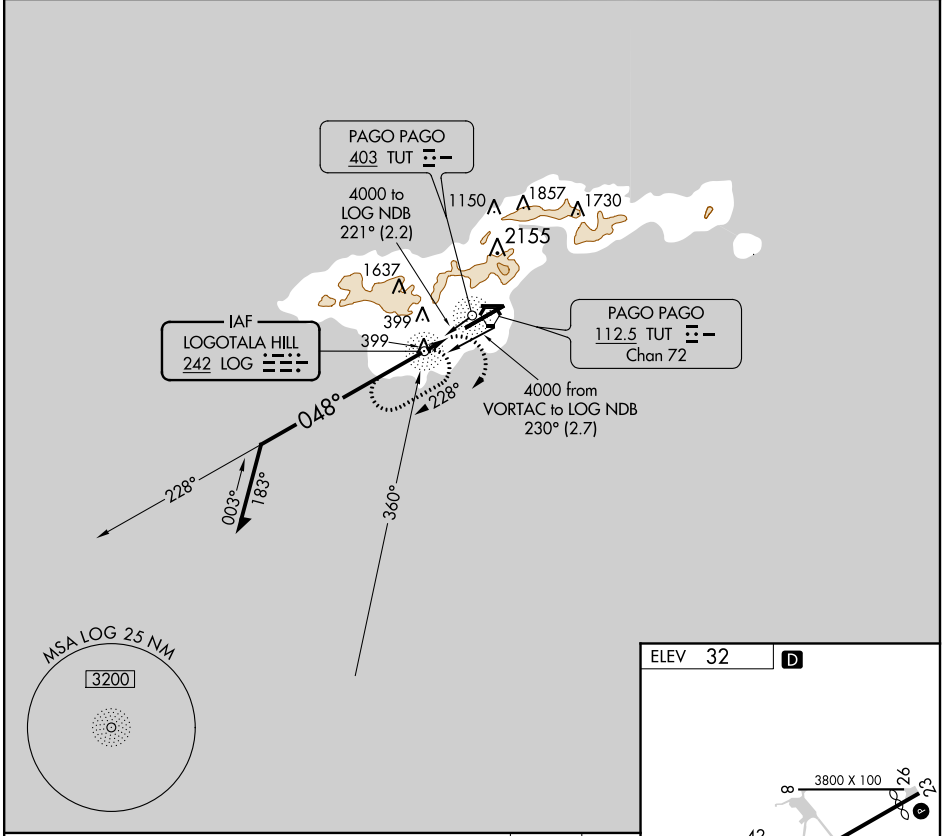 PAGO PAGO
403 TUT
4000 to
LOG NDB
221° (2.2)
1150
1857
1730
2155
1637
399
399
IAF
LOGOTALA HILL
242 LOG
PAGO PAGO
112.5 TUT
Chan 72
4000 from
VORTAC to LOG NDB
230° (2.7)
228°
048°
228°
003°
183°
360°
MSA LOG 25 NM
3200
ELEV 32
D
3800 X 100
8
26
23
P
42